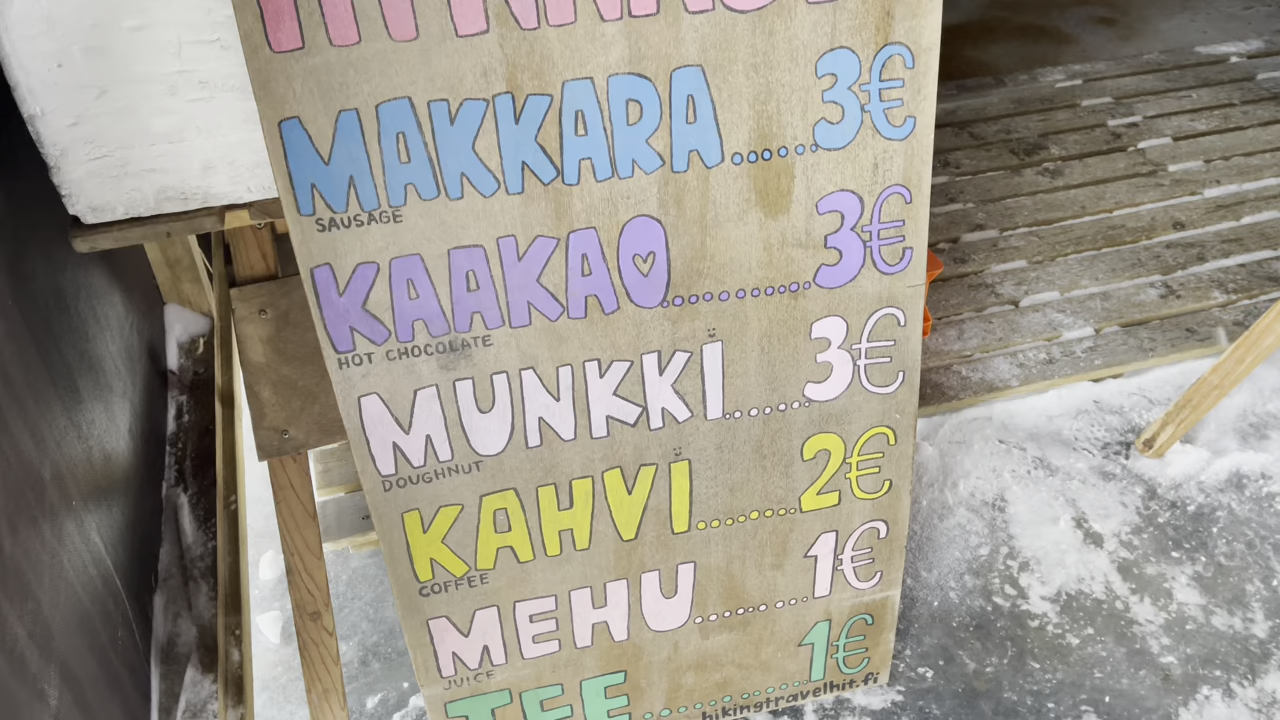 MAKKARA......3€
SAUSAGE
KAAKAO..........3€
HOT CHOCOLATE
MUNKKI.......3€
DOUGHNUT
KAHVI.......2€
COFFEE
MEHU.......1€
JUICE
TEE..........1€
hikingtravelhit.fi